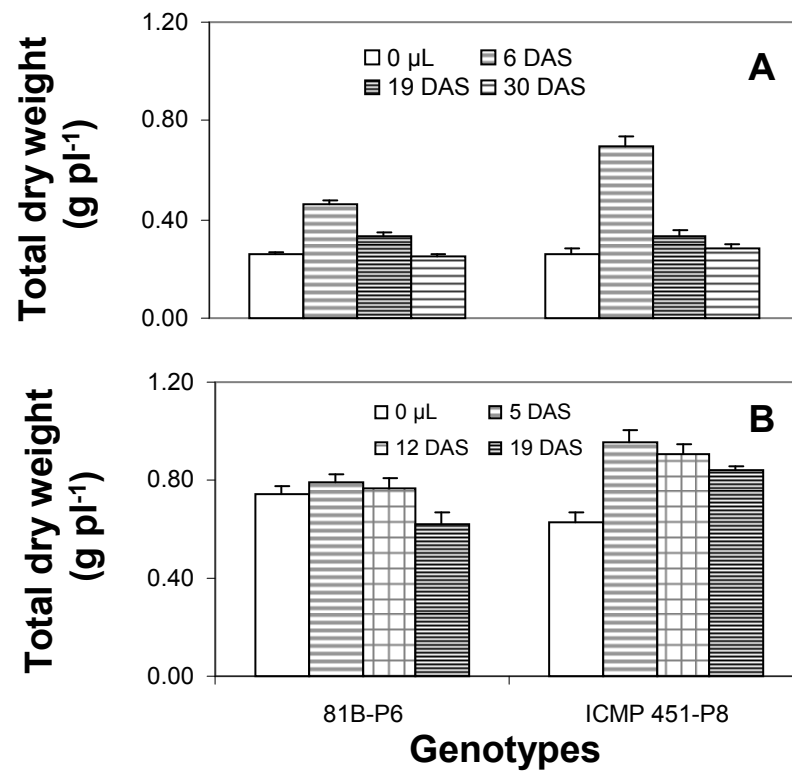 1.20
0.80
0.40
0.00
Total dry weight
(g pl-1)
0 µL 6 DAS
19 DAS 30 DAS
A
1.20
0.80
0.40
0.00
Total dry weight
(g pl-1)
0 µL 5 DAS
12 DAS 19 DAS
B
81B-P6 ICMP 451-P8
Genotypes